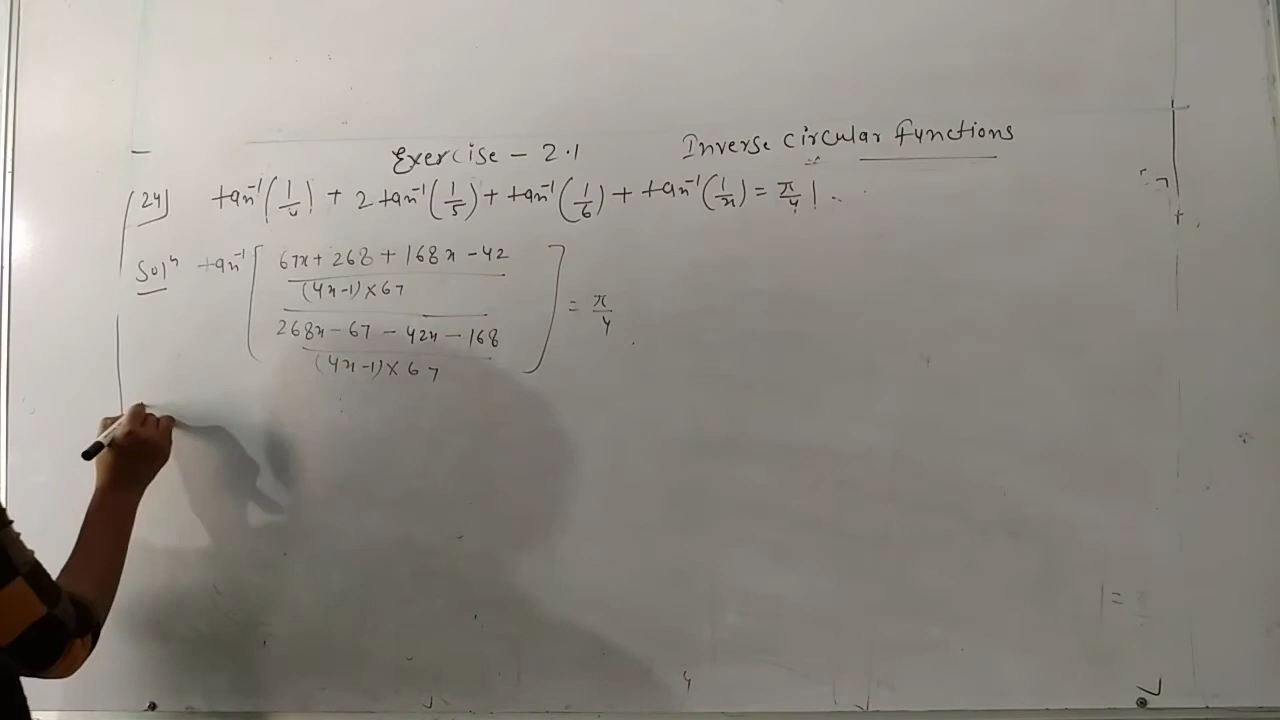 Exercise - 2.1 Inverse circular functions
24) tan⁻¹(1/4) + 2 tan⁻¹(1/5) + tan⁻¹(1/6) + tan⁻¹(1/x) = π/4
Solⁿ tan⁻¹[ 67x + 268 + 168x - 42
(4x-1)×67
268x - 67 - 42x - 168
(4x-1)×67 ] = π/4